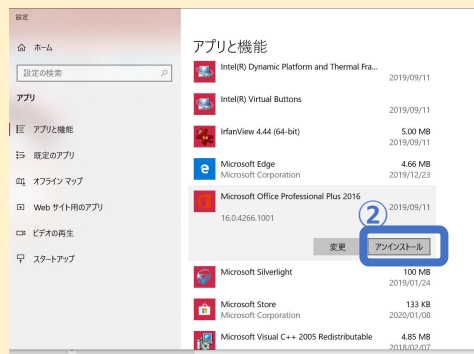 設定
ホーム
設定の検索
アプリ
アプリと機能
既定のアプリ
オフライン マップ
Web サイト用のアプリ
ビデオの再生
スタートアップ
アプリと機能
Intel(R) Dynamic Platform and Thermal Fra...
2019/09/11
Intel(R) Virtual Buttons
2019/09/11
IrfanView 4.44 (64-bit) 5.00 MB
2019/09/11
Microsoft Edge 4.66 MB
Microsoft Corporation 2019/12/23
Microsoft Office Professional Plus 2016
2019/09/11
16.0.4266.1001
②
変更 アンインストール
Microsoft Silverlight 100 MB
2019/01/24
Microsoft Store 133 KB
Microsoft Corporation 2020/01/08
Microsoft Visual C++ 2005 Redistributable 4.85 MB
2018/02/07